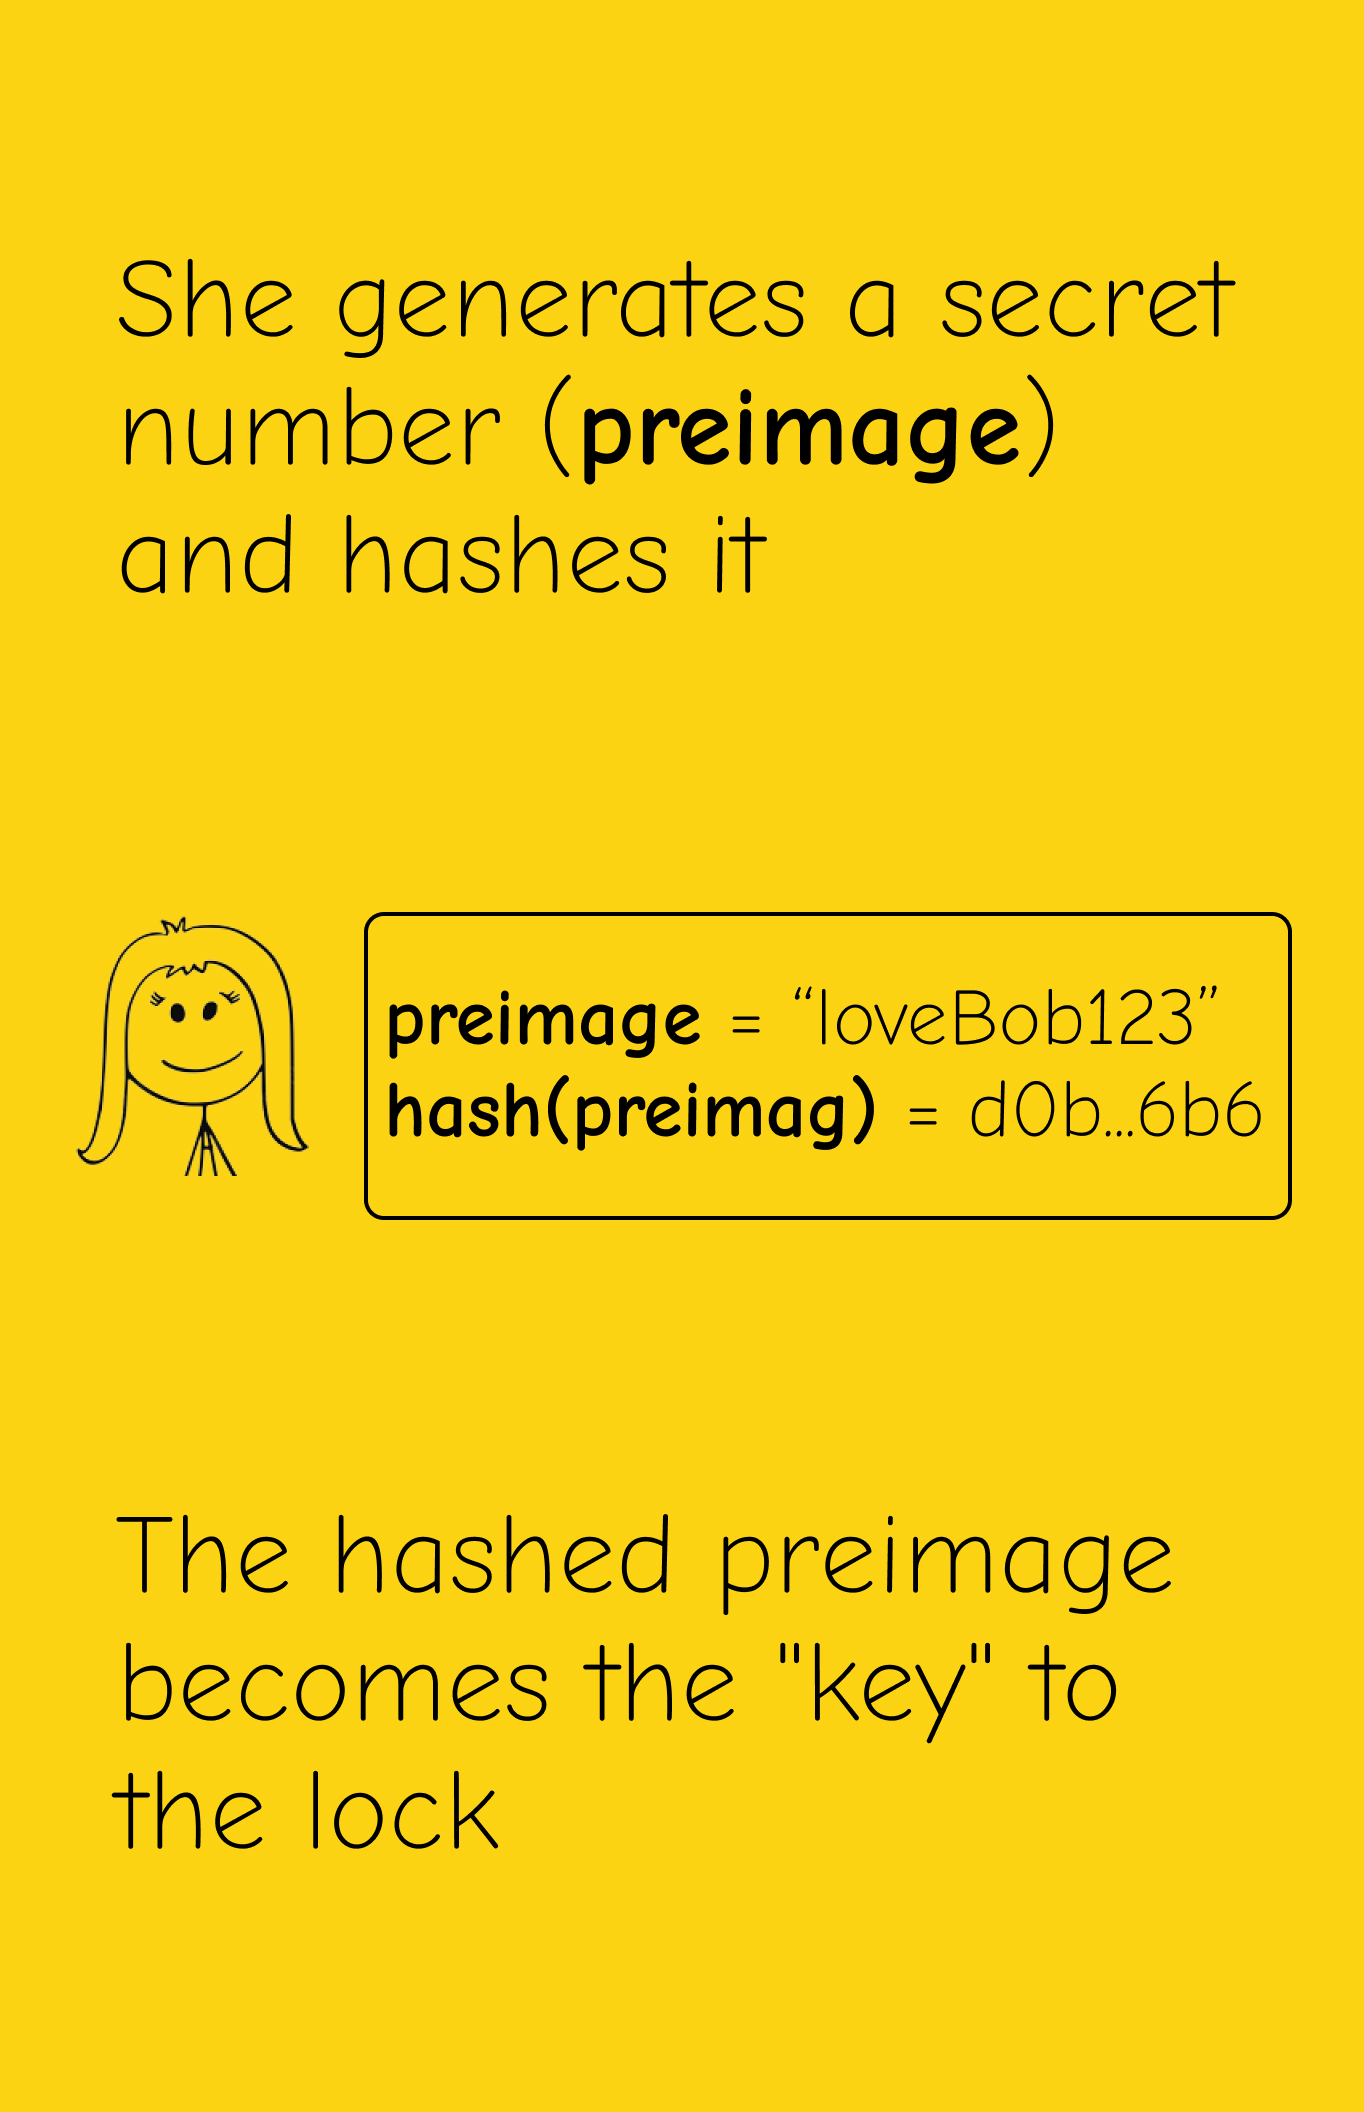 She generates a secret
number (preimage)
and hashes it
preimage = “loveBob123”
hash(preimag) = d0b...6b6
The hashed preimage
becomes the "key" to
the lock